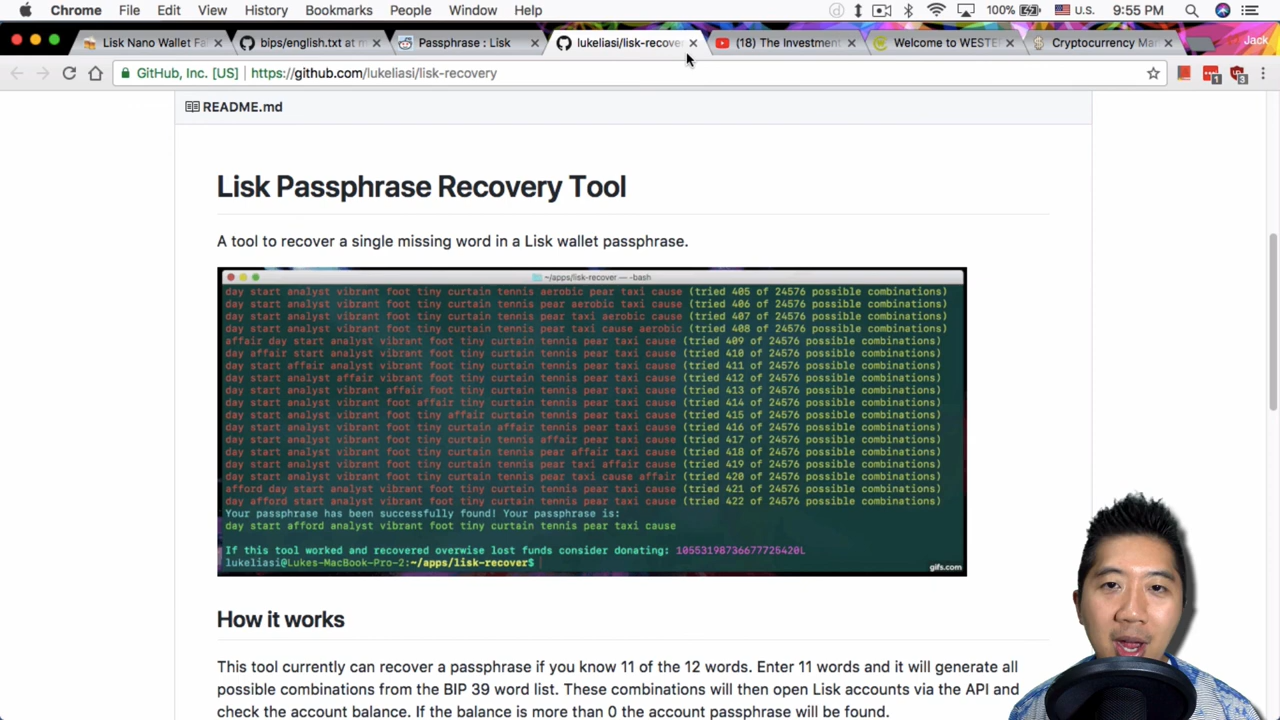 Chrome File Edit View History Bookmarks People Window Help 100% U.S. 9:55 PM
Lisk Nano Wallet Fa bips/english.txt at m Passphrase : Lisk lukeliasi/lisk-recover (18) The Investment Welcome to WESTE Cryptocurrency Ma Jack
GitHub, Inc. [US] https://github.com/lukeliasi/lisk-recovery 1 3
README.md
Lisk Passphrase Recovery Tool
A tool to recover a single missing word in a Lisk wallet passphrase.
~/apps/lisk-recover — -bash
day start analyst vibrant foot tiny curtain tennis aerobic pear taxi cause (tried 405 of 24576 possible combinations)
day start analyst vibrant foot tiny curtain tennis pear aerobic taxi cause (tried 406 of 24576 possible combinations)
day start analyst vibrant foot tiny curtain tennis pear taxi aerobic cause (tried 407 of 24576 possible combinations)
day start analyst vibrant foot tiny curtain tennis pear taxi cause aerobic (tried 408 of 24576 possible combinations)
affair day start analyst vibrant foot tiny curtain tennis pear taxi cause (tried 409 of 24576 possible combinations)
day affair start analyst vibrant foot tiny curtain tennis pear taxi cause (tried 410 of 24576 possible combinations)
day start affair analyst vibrant foot tiny curtain tennis pear taxi cause (tried 411 of 24576 possible combinations)
day start analyst affair vibrant foot tiny curtain tennis pear taxi cause (tried 412 of 24576 possible combinations)
day start analyst vibrant affair foot tiny curtain tennis pear taxi cause (tried 413 of 24576 possible combinations)
day start analyst vibrant foot affair tiny curtain tennis pear taxi cause (tried 414 of 24576 possible combinations)
day start analyst vibrant foot tiny affair curtain tennis pear taxi cause (tried 415 of 24576 possible combinations)
day start analyst vibrant foot tiny curtain affair tennis pear taxi cause (tried 416 of 24576 possible combinations)
day start analyst vibrant foot tiny curtain tennis affair pear taxi cause (tried 417 of 24576 possible combinations)
day start analyst vibrant foot tiny curtain tennis pear affair taxi cause (tried 418 of 24576 possible combinations)
day start analyst vibrant foot tiny curtain tennis pear taxi affair cause (tried 419 of 24576 possible combinations)
day start analyst vibrant foot tiny curtain tennis pear taxi cause affair (tried 420 of 24576 possible combinations)
afford day start analyst vibrant foot tiny curtain tennis pear taxi cause (tried 421 of 24576 possible combinations)
day afford start analyst vibrant foot tiny curtain tennis pear taxi cause (tried 422 of 24576 possible combinations)
Your passphrase has been successfully found! Your passphrase is:
day start afford analyst vibrant foot tiny curtain tennis pear taxi cause
If this tool worked and recovered overwise lost funds consider donating: 10553198736677725420L
lukeliasi@Lukes-MacBook-Pro-2:~/apps/lisk-recover$
gifs.com
How it works
This tool currently can recover a passphrase if you know 11 of the 12 words. Enter 11 words and it will generate all
possible combinations from the BIP 39 word list. These combinations will then open Lisk accounts via the API and
check the account balance. If the balance is more than 0 the account passphrase will be found.